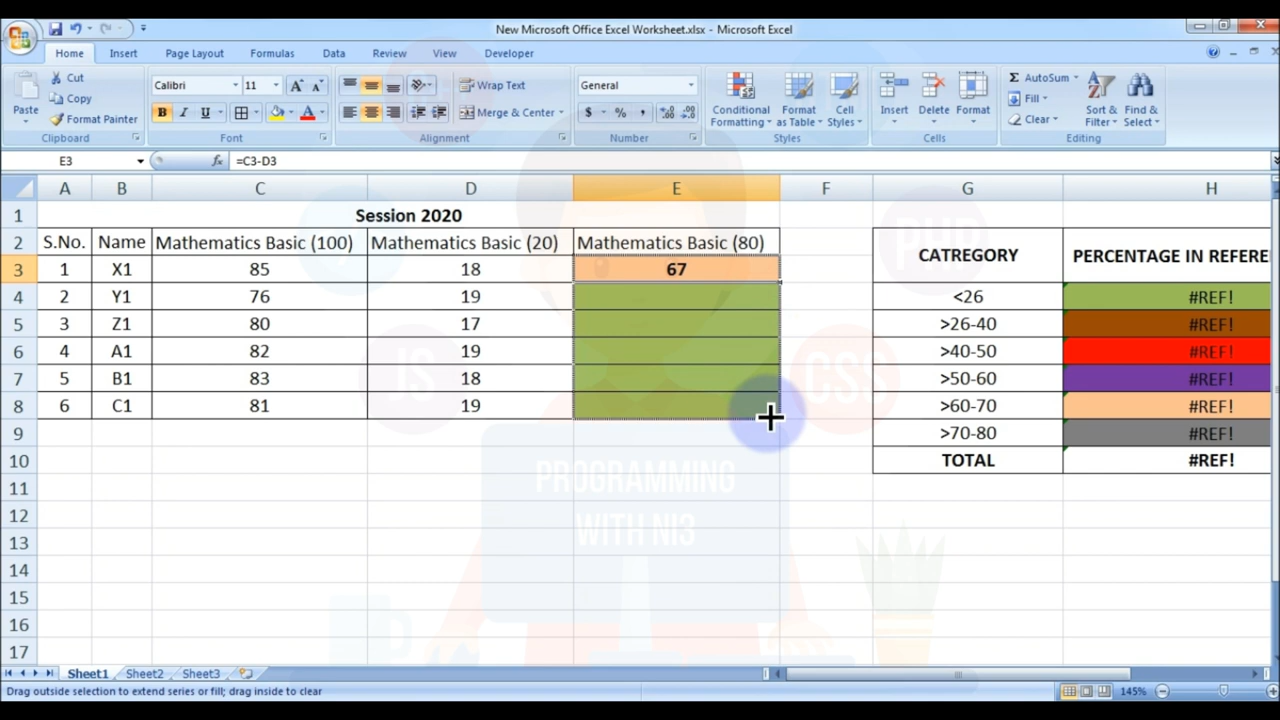 New Microsoft Office Excel Worksheet.xlsx - Microsoft Excel
Home Insert Page Layout Formulas Data Review View Developer
Cut
Copy
Format Painter
Paste
Clipboard
Calibri 11
B I U
Font
Wrap Text
Merge & Center
Alignment
General
$ % ,
Number
Conditional Formatting
Format as Table
Cell Styles
Styles
Insert Delete Format
Cells
Σ AutoSum
Fill
Clear
Sort & Filter
Find & Select
Editing
E3 fx =C3-D3
A B C D E F G H
1 Session 2020
2 S.No. Name Mathematics Basic (100) Mathematics Basic (20) Mathematics Basic (80) CATREGORY PERCENTAGE IN REFERE
3 1 X1 85 18 67
4 2 Y1 76 19 <26 #REF!
5 3 Z1 80 17 >26-40 #REF!
6 4 A1 82 19 >40-50 #REF!
7 5 B1 83 18 >50-60 #REF!
8 6 C1 81 19 >60-70 #REF!
9 >70-80 #REF!
10 TOTAL #REF!
11
12
13
14
15
16
17
PHP
JS
CSS
PROGRAMMING
WITH NI3
Sheet1 Sheet2 Sheet3
Drag outside selection to extend series or fill; drag inside to clear
145%